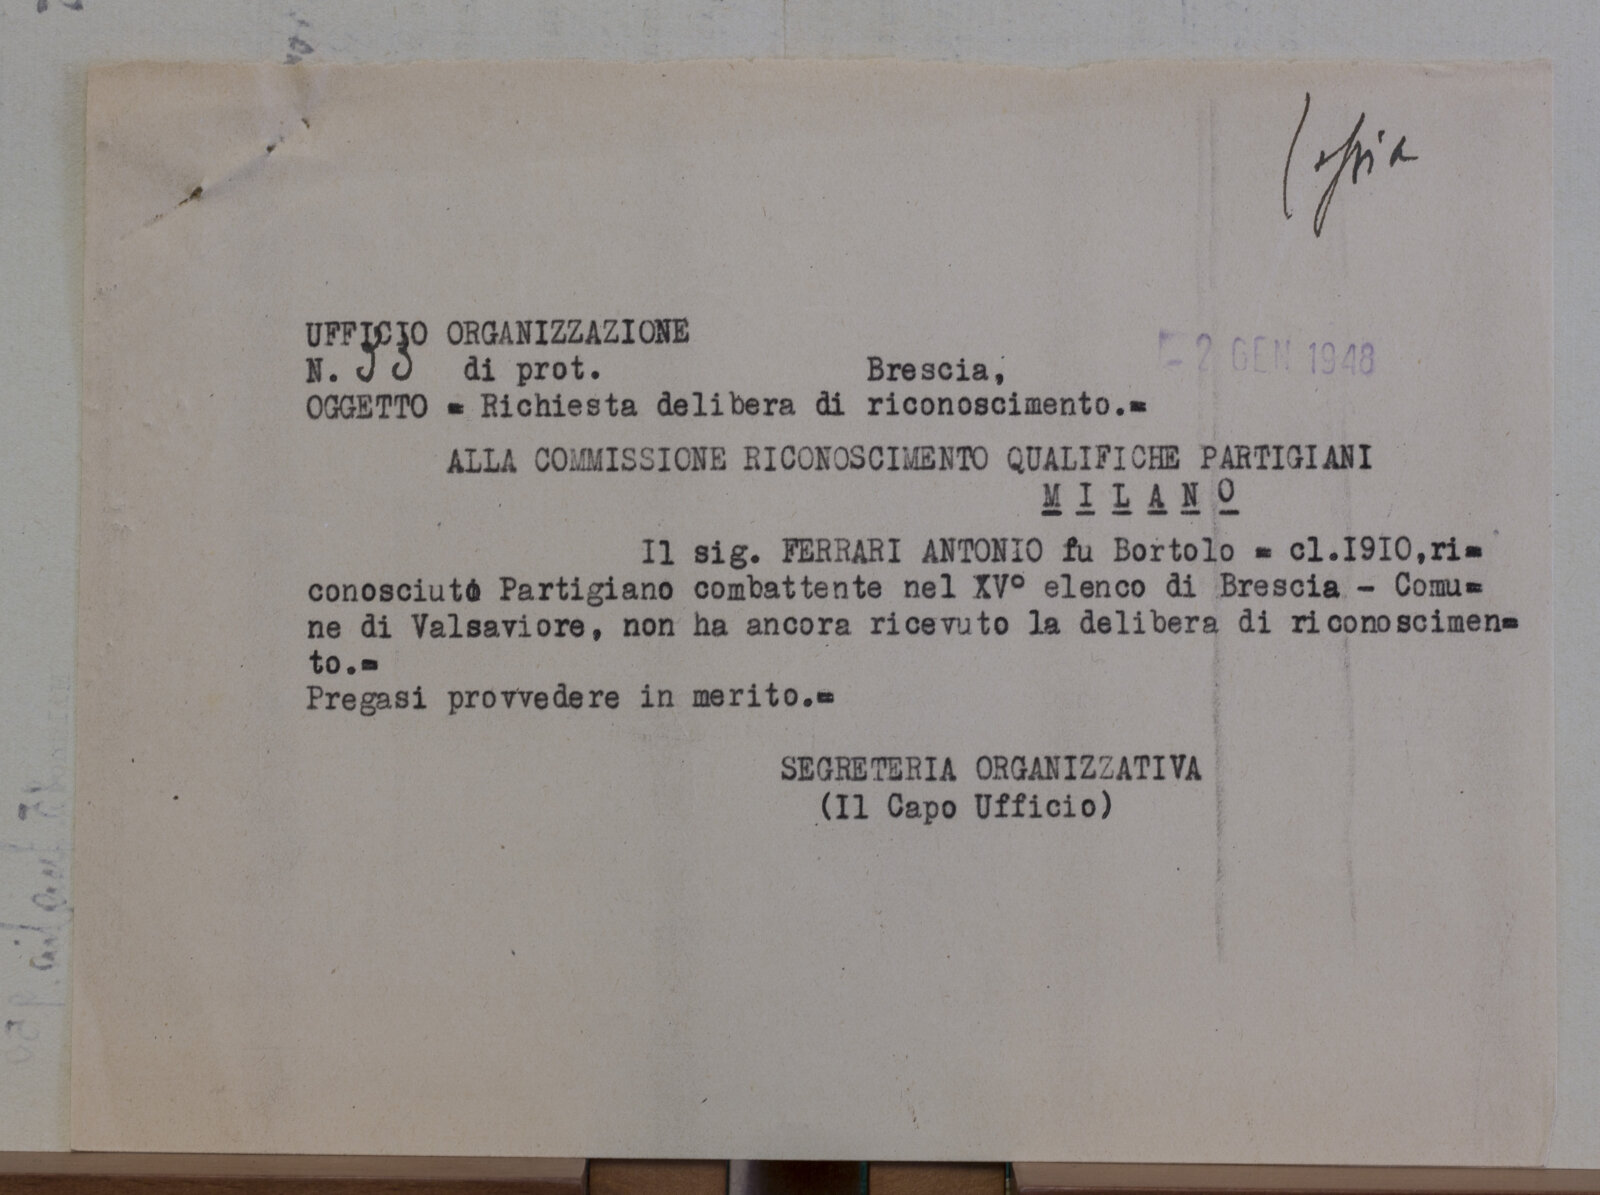 Copia
UFFICIO ORGANIZZAZIONE
N. 33 di prot. Brescia, - 2 GEN 1948
OGGETTO = Richiesta delibera di riconoscimento.=
ALLA COMMISSIONE RICONOSCIMENTO QUALIFICHE PARTIGIANI
M I L A N O
Il sig. FERRARI ANTONIO fu Bortolo = cl.I9I0,ri=
conosciuto Partigiano combattente nel XV° elenco di Brescia - Comu=
ne di Valsaviore, non ha ancora ricevuto la delibera di riconoscimen=
to.=
Pregasi provvedere in merito.=
SEGRETERIA ORGANIZZATIVA
(Il Capo Ufficio)